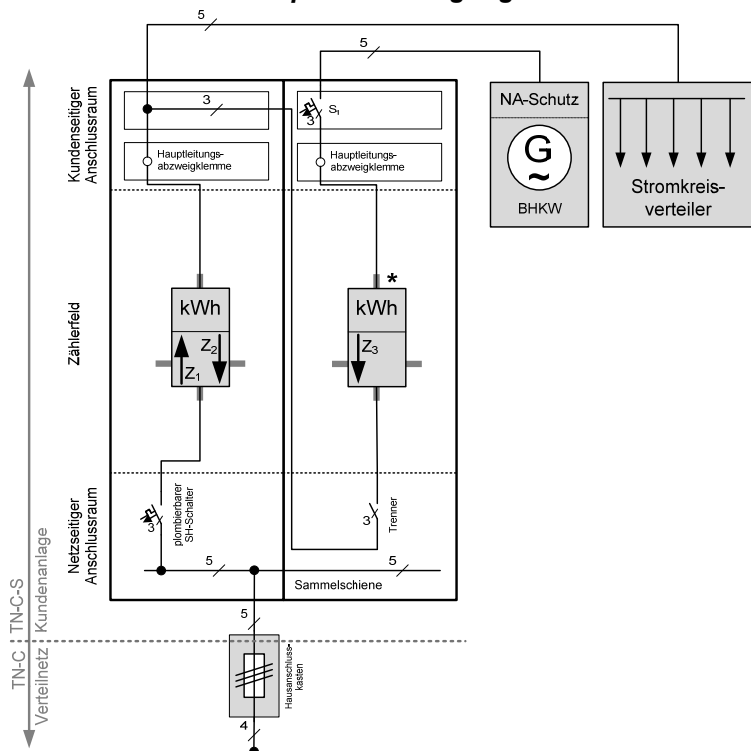 5
5
Kundenseitiger
Anschlussraum
3
S₁
3
Hauptleitungs-
abzweigklemme
Hauptleitungs-
abzweigklemme
NA-Schutz
G
~
BHKW
Stromkreis-
verteiler
Zählerfeld
kWh
Z₂
Z₁
*
kWh
Z₃
Netzseitiger
Anschlussraum
3
plombierbarer
SH-Schalter
3
Trenner
5
5
Sammelschiene
TN-C-S
Kundenanlage
5
TN-C
Verteilnetz
Hausanschluss-
kasten
4